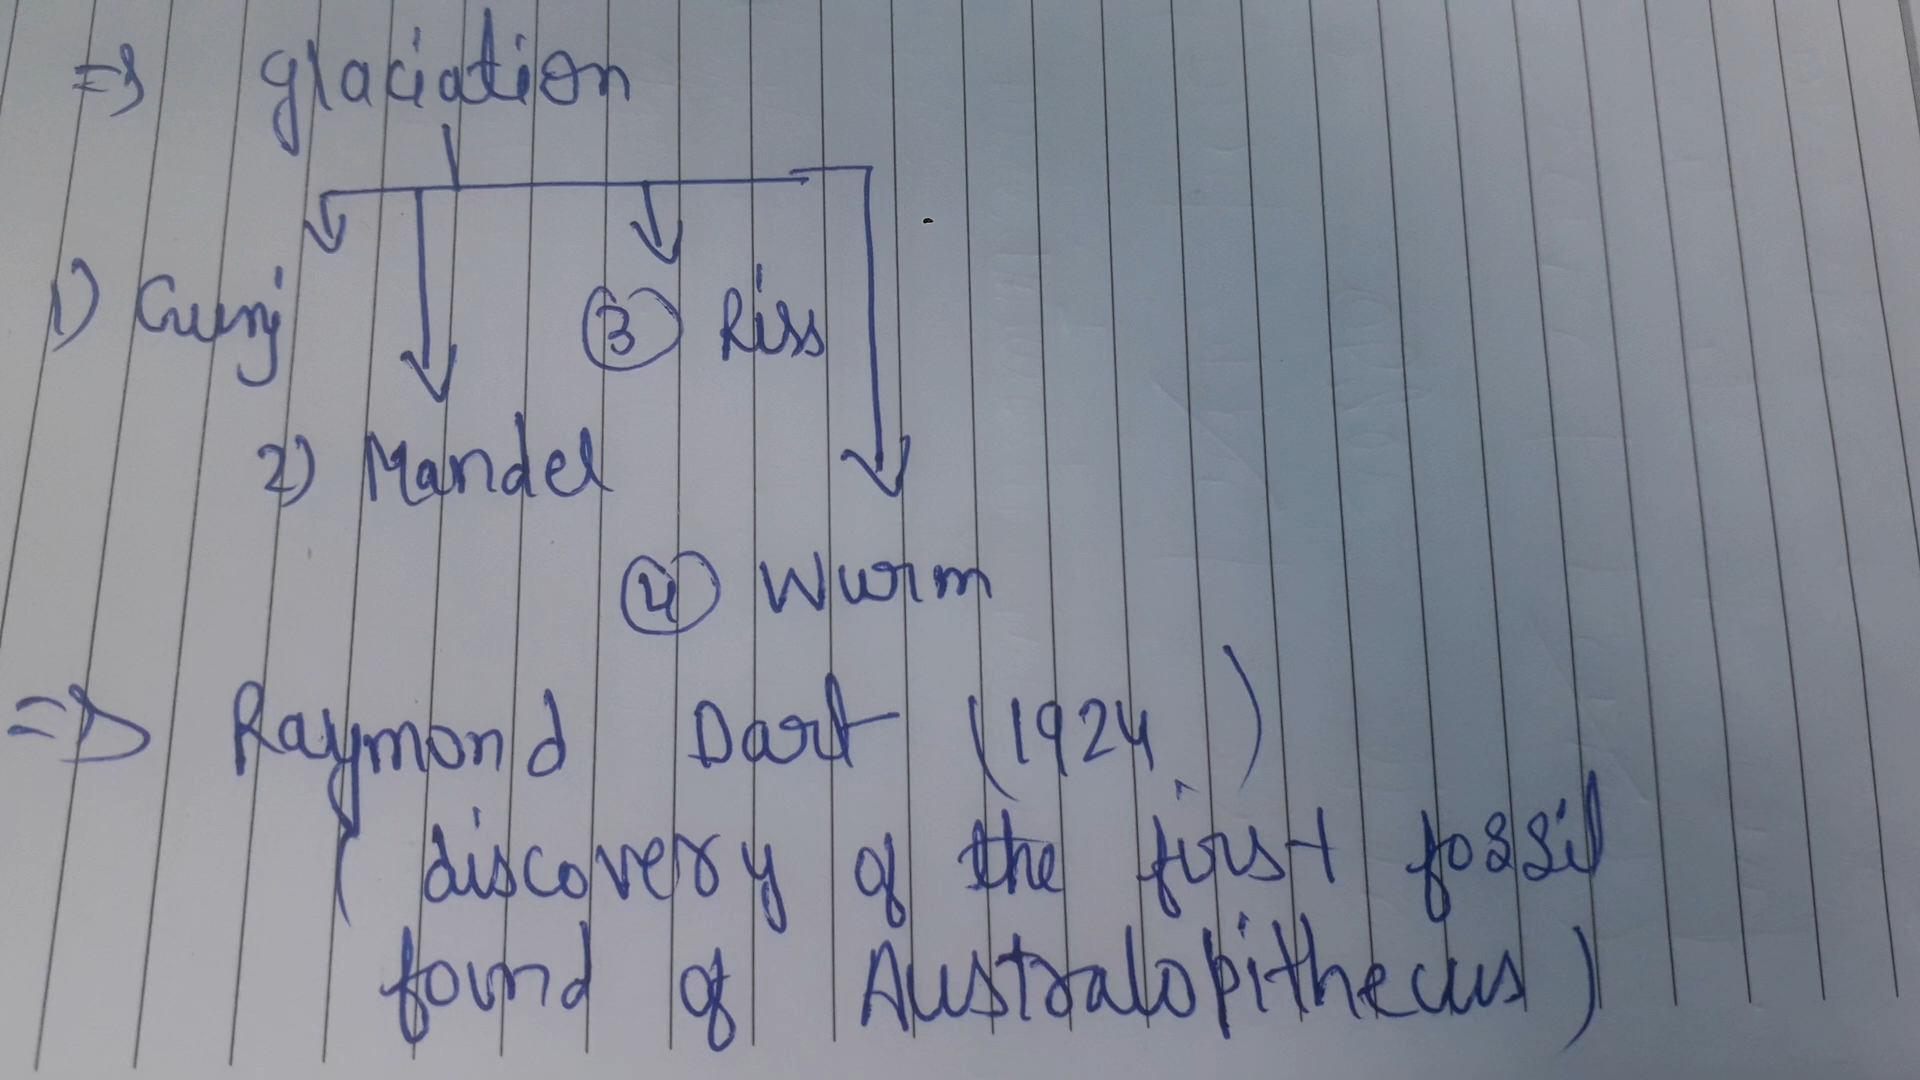 => glaciation
1) Gunj
③ Riss
2) Mandel
④ Wurm
=> Raymond Dart (1924)
( discovery of the first fossil
found of Australopithecus )